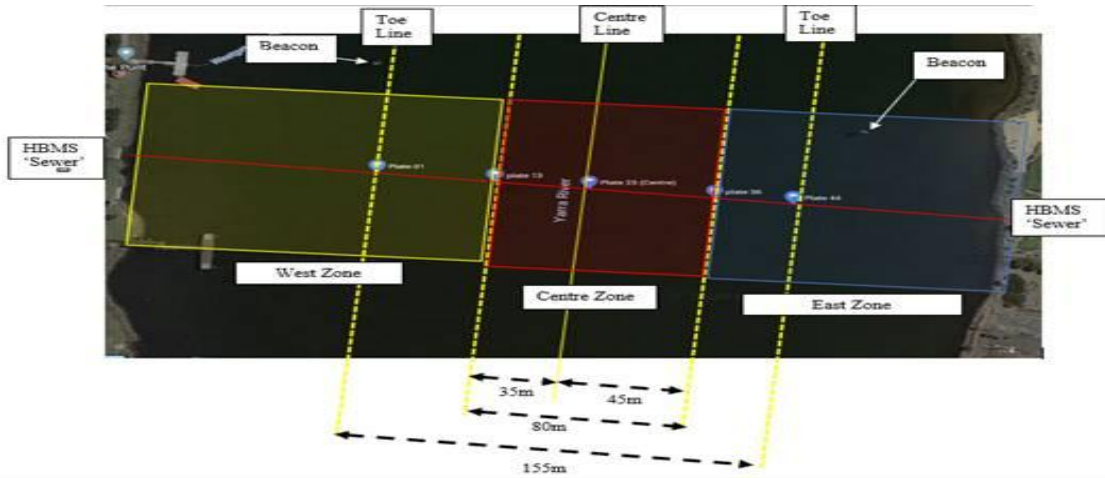 Toe
Line
Centre
Line
Toe
Line
Beacon
Beacon
HBMS
'Sewer'
Plate 01
plate 13
Plate 25 (Centre)
plate 36
Plate 44
Yarra River
HBMS
'Sewer'
West Zone
Centre Zone
East Zone
35m
45m
80m
155m